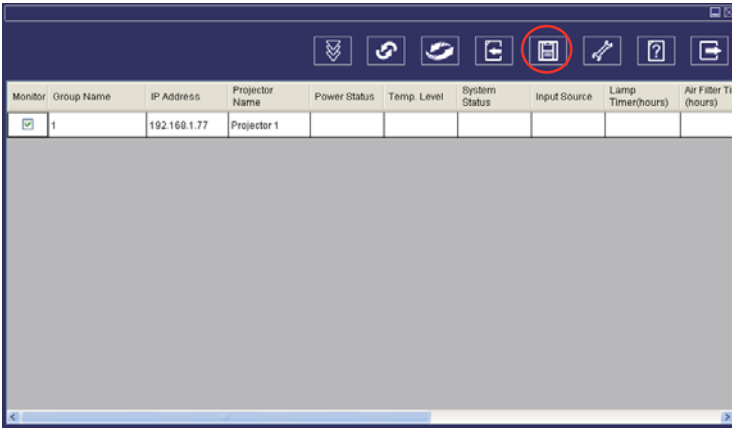 ?
Monitor Group Name IP Address Projector Name Power Status Temp. Level System Status Input Source Lamp Timer(hours) Air Filter Ti (hours)
1 192.168.1.77 Projector 1